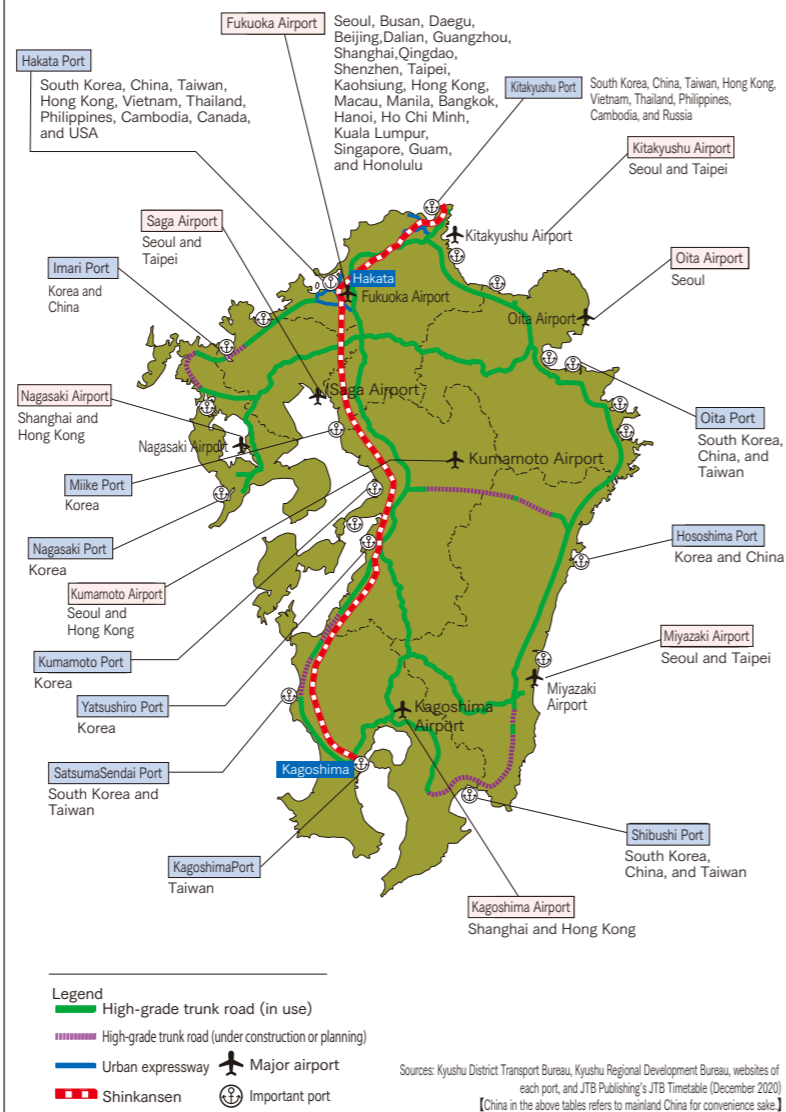 Fukuoka Airport
Seoul, Busan, Daegu,
Beijing,Dalian, Guangzhou,
Shanghai,Qingdao,
Shenzhen, Taipei,
Kaohsiung, Hong Kong,
Macau, Manila, Bangkok,
Hanoi, Ho Chi Minh,
Kuala Lumpur,
Singapore, Guam,
and Honolulu
Hakata Port
South Korea, China, Taiwan,
Hong Kong, Vietnam, Thailand,
Philippines, Cambodia, Canada,
and USA
Kitakyushu Port
South Korea, China, Taiwan, Hong Kong,
Vietnam, Thailand, Philippines,
Cambodia, and Russia
Kitakyushu Airport
Seoul and Taipei
Saga Airport
Seoul and
Taipei
Kitakyushu Airport
Imari Port
Korea and
China
Oita Airport
Seoul
Hakata
Fukuoka Airport
Oita Airport
Nagasaki Airport
Shanghai and
Hong Kong
Saga Airport
Nagasaki Airport
Oita Port
South Korea,
China, and
Taiwan
Kumamoto Airport
Miike Port
Korea
Nagasaki Port
Korea
Hososhima Port
Korea and China
Kumamoto Airport
Seoul and
Hong Kong
Miyazaki Airport
Seoul and Taipei
Kumamoto Port
Korea
Yatsushiro Port
Korea
Miyazaki
Airport
Kagoshima
Airport
SatsumaSendai Port
South Korea and
Taiwan
Kagoshima
KagoshimaPort
Taiwan
Shibushi Port
South Korea,
China, and Taiwan
Kagoshima Airport
Shanghai and Hong Kong
Legend
High-grade trunk road (in use)
High-grade trunk road (under construction or planning)
Urban expressway
Major airport
Shinkansen
Important port
Sources: Kyushu District Transport Bureau, Kyushu Regional Development Bureau, websites of
each port, and JTB Publishing's JTB Timetable (December 2020)
【China in the above tables refers to mainland China for convenience sake.】